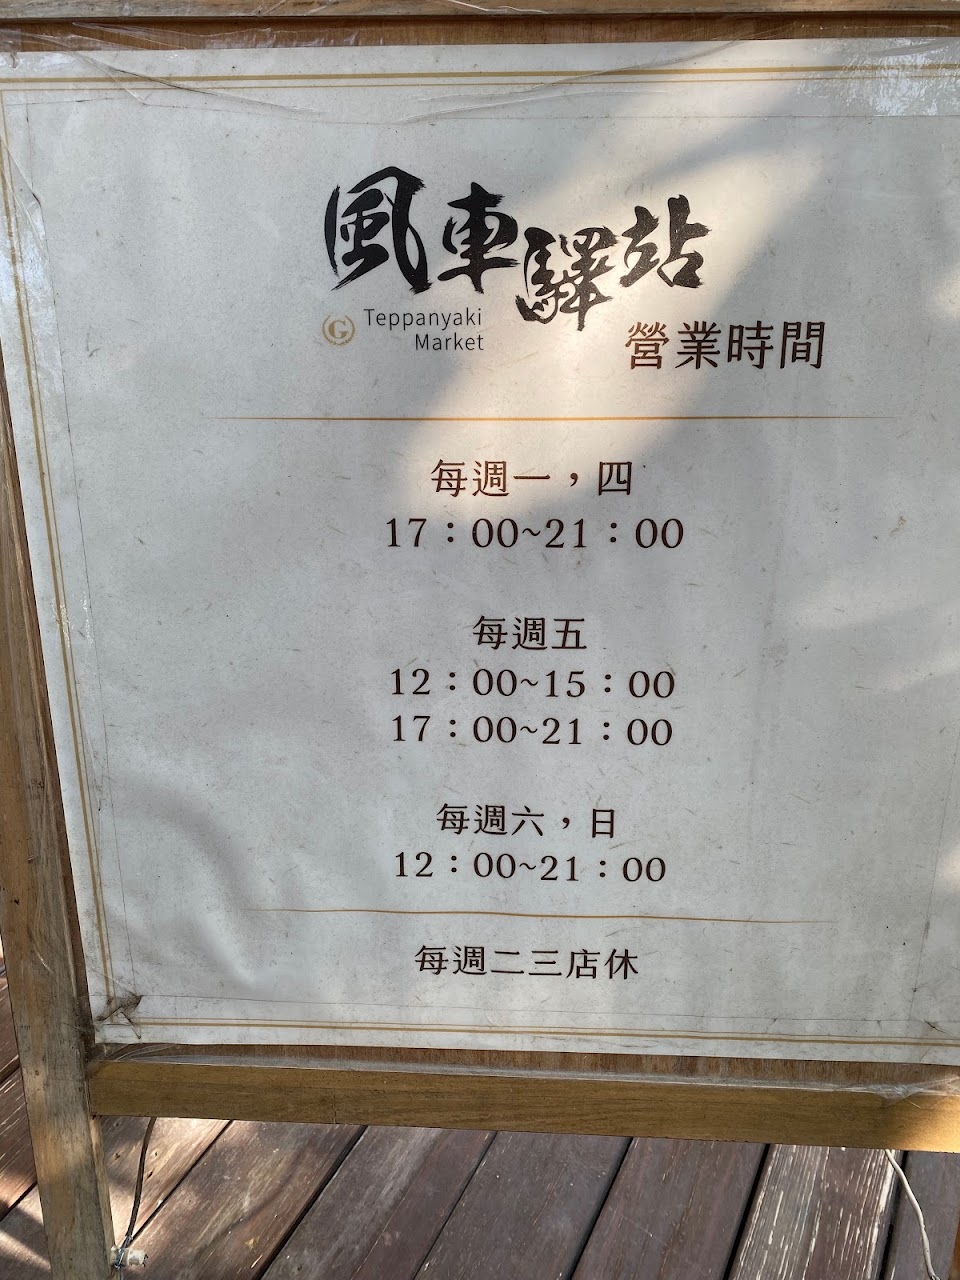 風車驛站
G
Teppanyaki
Market
營業時間
每週一，四
17：00~21：00
每週五
12：00~15：00
17：00~21：00
每週六，日
12：00~21：00
每週二三店休